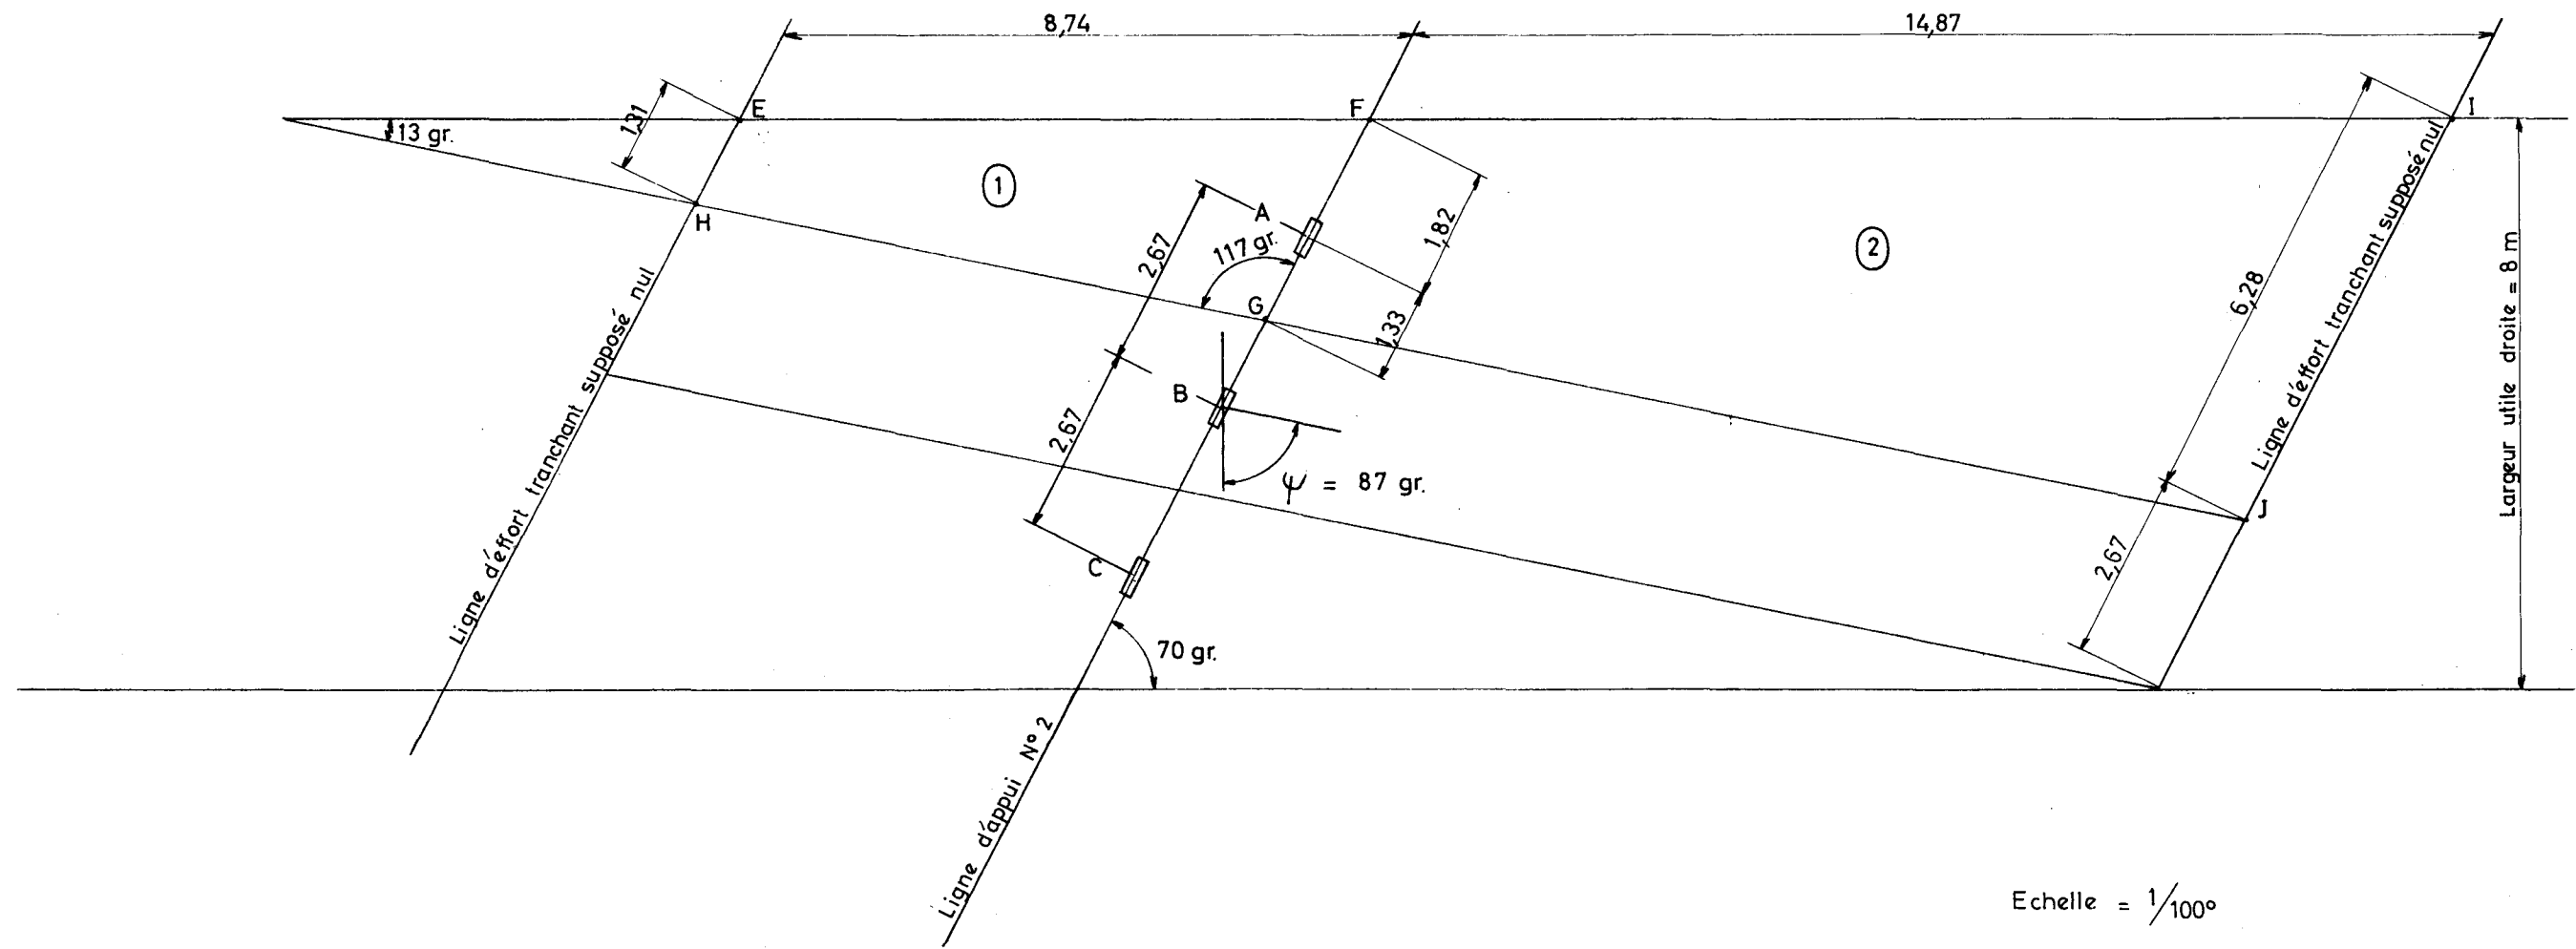 8,74
14,87
E
F
I
1,31
13 gr.
H
1
A
117 gr.
2,67
G
1,82
1,33
2
6,28
B
2,67
ψ = 87 gr.
J
2,67
C
70 gr.
Ligne d'éffort tranchant supposé nul
Ligne d'appui N° 2
Ligne d'éffort tranchant supposé nul
Largeur utile droite = 8 m
Echelle = 1/100°